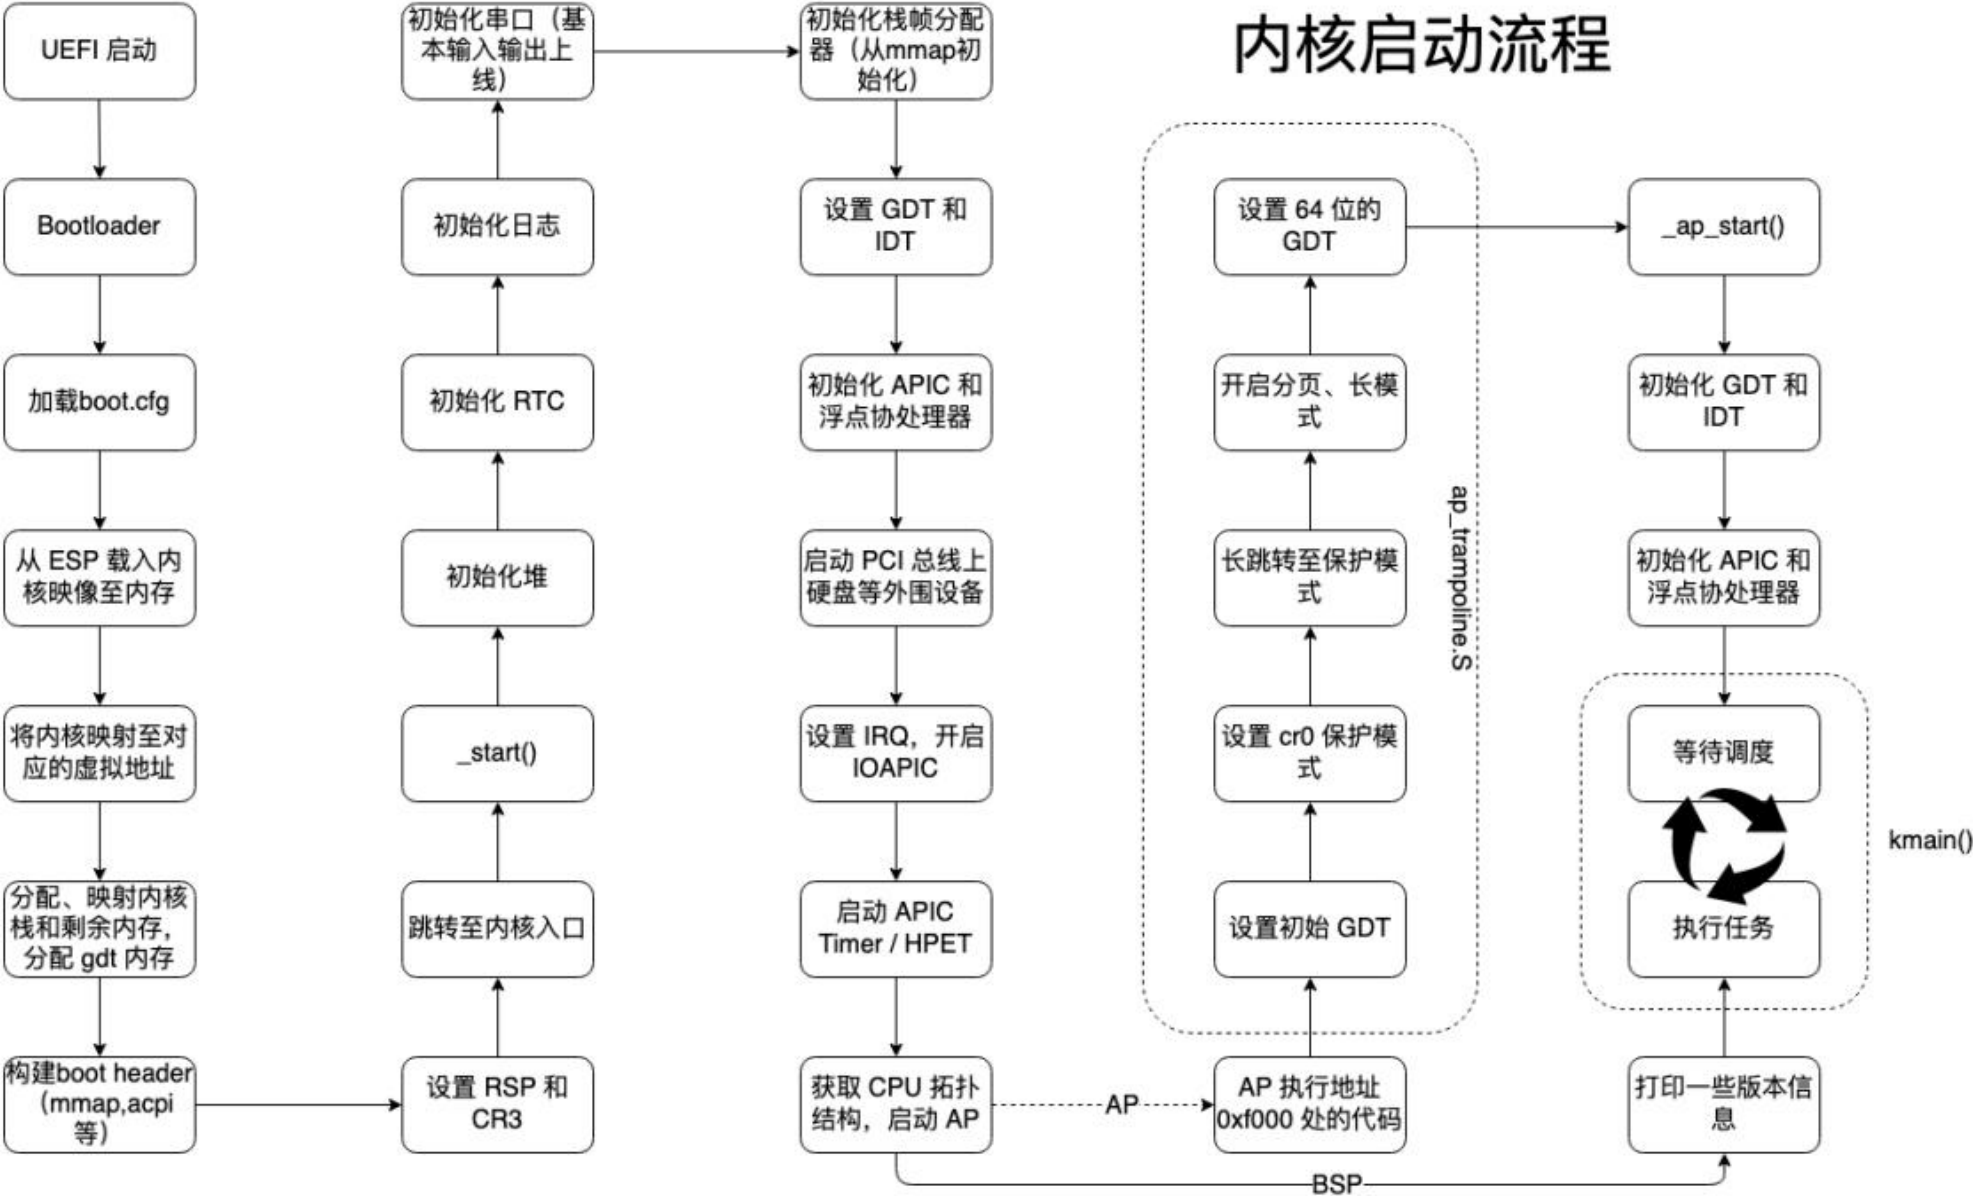 内核启动流程
UEFI 启动
Bootloader
加载boot.cfg
从 ESP 载入内
核映像至内存
将内核映射至对
应的虚拟地址
分配、映射内核
栈和剩余内存，
分配 gdt 内存
构建boot header
（mmap,acpi
等）
设置 RSP 和
CR3
跳转至内核入口
_start()
初始化堆
初始化 RTC
初始化日志
初始化串口（基
本输入输出上
线）
初始化栈帧分配
器（从mmap初
始化）
设置 GDT 和
IDT
初始化 APIC 和
浮点协处理器
启动 PCI 总线上
硬盘等外围设备
设置 IRQ，开启
IOAPIC
启动 APIC
Timer / HPET
获取 CPU 拓扑
结构，启动 AP
AP
AP 执行地址
0xf000 处的代码
设置初始 GDT
设置 cr0 保护模
式
长跳转至保护模
式
开启分页、长模
式
设置 64 位的
GDT
ap_trampoline.S
_ap_start()
初始化 GDT 和
IDT
初始化 APIC 和
浮点协处理器
等待调度
执行任务
kmain()
打印一些版本信
息
BSP